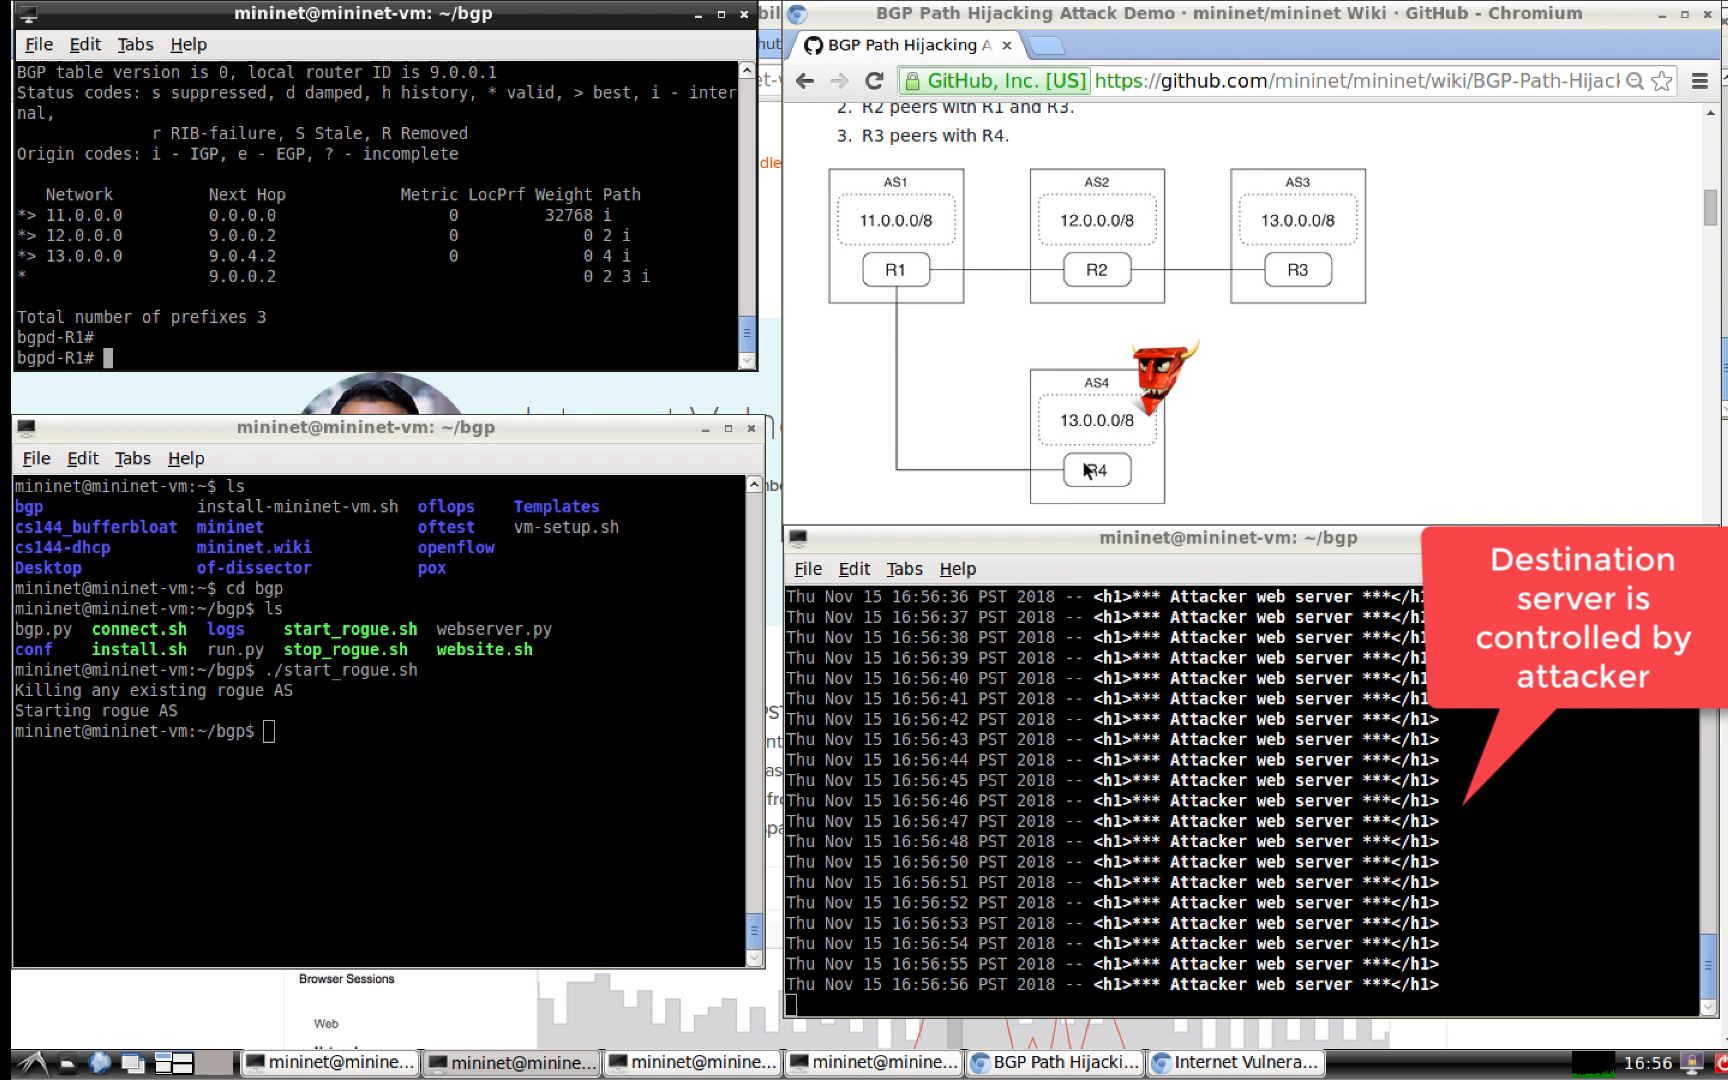 mininet@mininet-vm: ~/bgp
File Edit Tabs Help
BGP table version is 0, local router ID is 9.0.0.1
Status codes: s suppressed, d damped, h history, * valid, > best, i - inter
nal,
r RIB-failure, S Stale, R Removed
Origin codes: i - IGP, e - EGP, ? - incomplete
Network Next Hop Metric LocPrf Weight Path
*> 11.0.0.0 0.0.0.0 0 32768 i
*> 12.0.0.0 9.0.0.2 0 0 2 i
*> 13.0.0.0 9.0.4.2 0 0 4 i
* 9.0.0.2 0 2 3 i
Total number of prefixes 3
bgpd-R1#
bgpd-R1#
BGP Path Hijacking Attack Demo · mininet/mininet Wiki · GitHub - Chromium
BGP Path Hijacking A
GitHub, Inc. [US] https://github.com/mininet/mininet/wiki/BGP-Path-Hijac
2. R2 peers with R1 and R3.
3. R3 peers with R4.
AS1 AS2 AS3
11.0.0.0/8 12.0.0.0/8 13.0.0.0/8
R1 R2 R3
AS4
13.0.0.0/8
R4
mininet@mininet-vm: ~/bgp
File Edit Tabs Help
mininet@mininet-vm:~$ ls
bgp install-mininet-vm.sh oflops Templates
cs144_bufferbloat mininet oftest vm-setup.sh
cs144-dhcp mininet.wiki openflow
Desktop of-dissector pox
mininet@mininet-vm:~$ cd bgp
mininet@mininet-vm:~/bgp$ ls
bgp.py connect.sh logs start_rogue.sh webserver.py
conf install.sh run.py stop_rogue.sh website.sh
mininet@mininet-vm:~/bgp$ ./start_rogue.sh
Killing any existing rogue AS
Starting rogue AS
mininet@mininet-vm:~/bgp$
mininet@mininet-vm: ~/bgp
File Edit Tabs Help
Thu Nov 15 16:56:36 PST 2018 -- <h1>*** Attacker web server ***</h1
Thu Nov 15 16:56:37 PST 2018 -- <h1>*** Attacker web server ***</h1
Thu Nov 15 16:56:38 PST 2018 -- <h1>*** Attacker web server ***</h1
Thu Nov 15 16:56:39 PST 2018 -- <h1>*** Attacker web server ***</h1
Thu Nov 15 16:56:40 PST 2018 -- <h1>*** Attacker web server ***</h1
Thu Nov 15 16:56:41 PST 2018 -- <h1>*** Attacker web server ***</h1
Thu Nov 15 16:56:42 PST 2018 -- <h1>*** Attacker web server ***</h1>
Thu Nov 15 16:56:43 PST 2018 -- <h1>*** Attacker web server ***</h1>
Thu Nov 15 16:56:44 PST 2018 -- <h1>*** Attacker web server ***</h1>
Thu Nov 15 16:56:45 PST 2018 -- <h1>*** Attacker web server ***</h1>
Thu Nov 15 16:56:46 PST 2018 -- <h1>*** Attacker web server ***</h1>
Thu Nov 15 16:56:47 PST 2018 -- <h1>*** Attacker web server ***</h1>
Thu Nov 15 16:56:48 PST 2018 -- <h1>*** Attacker web server ***</h1>
Thu Nov 15 16:56:50 PST 2018 -- <h1>*** Attacker web server ***</h1>
Thu Nov 15 16:56:51 PST 2018 -- <h1>*** Attacker web server ***</h1>
Thu Nov 15 16:56:52 PST 2018 -- <h1>*** Attacker web server ***</h1>
Thu Nov 15 16:56:53 PST 2018 -- <h1>*** Attacker web server ***</h1>
Thu Nov 15 16:56:54 PST 2018 -- <h1>*** Attacker web server ***</h1>
Thu Nov 15 16:56:55 PST 2018 -- <h1>*** Attacker web server ***</h1>
Thu Nov 15 16:56:56 PST 2018 -- <h1>*** Attacker web server ***</h1>
Destination
server is
controlled by
attacker
Browser Sessions
Web
mininet@minine... mininet@minine... mininet@minine... mininet@minine... BGP Path Hijacki... Internet Vulnera... 16:56